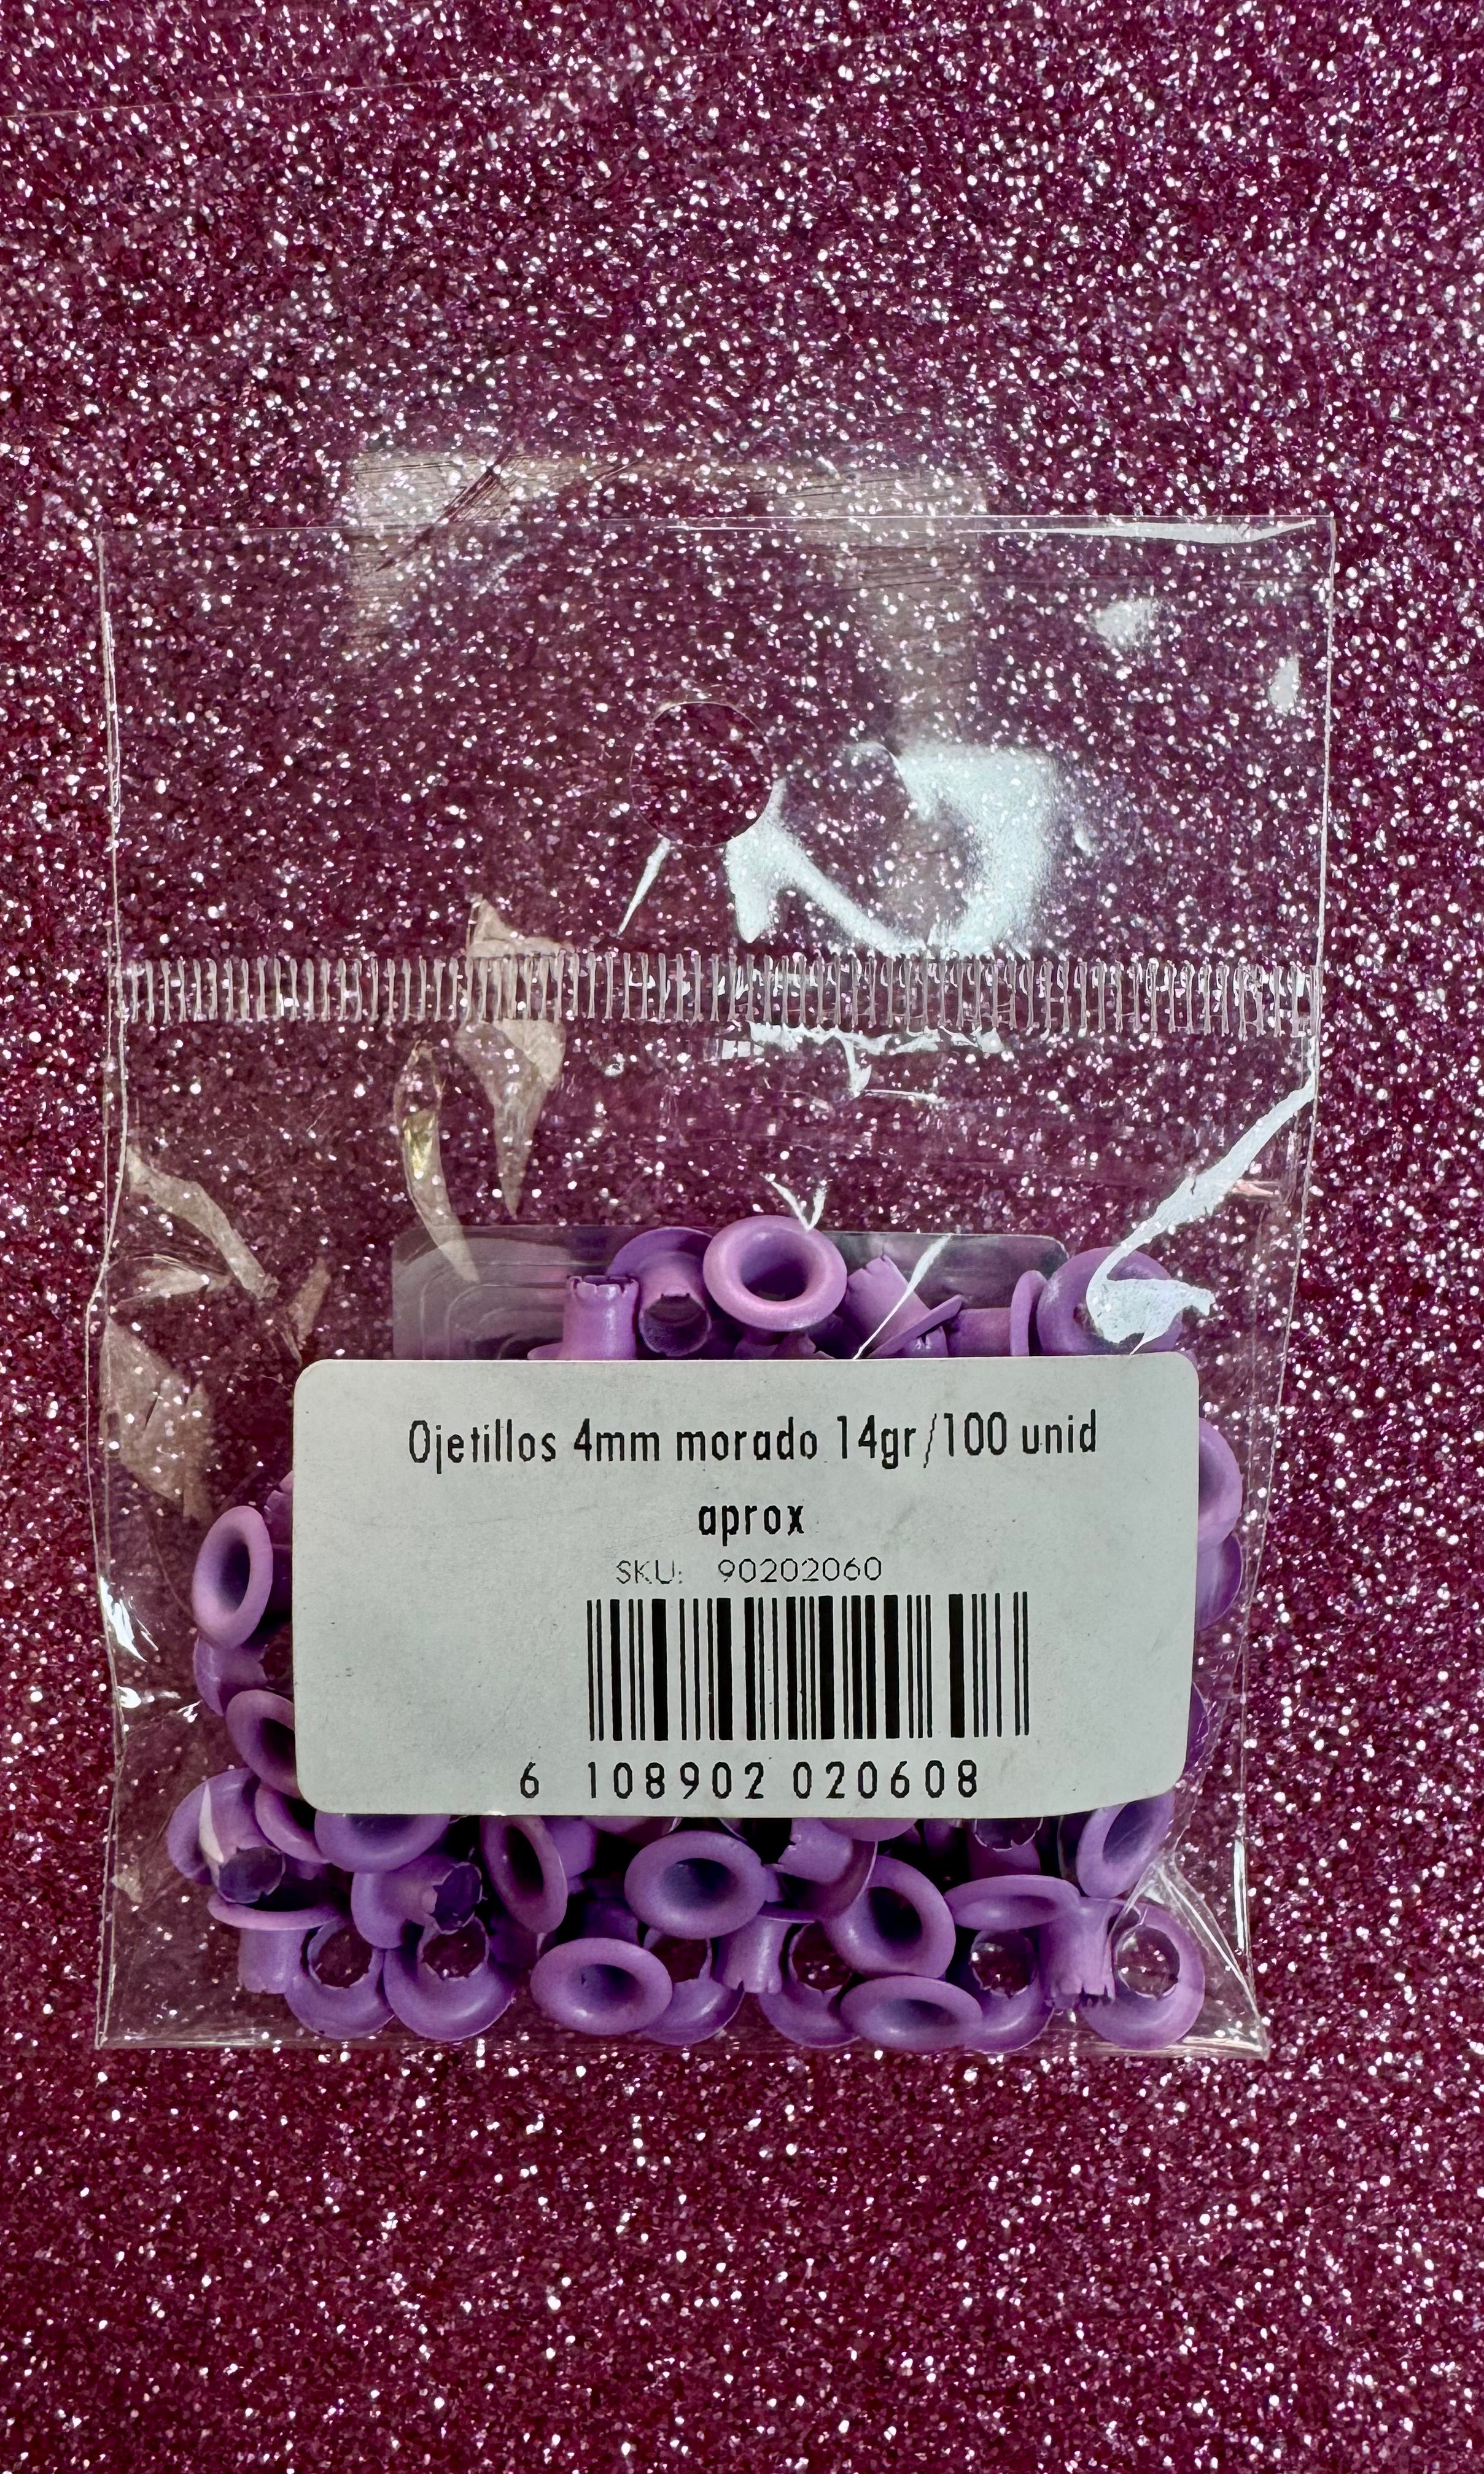 Ojetillos 4mm morado 14gr/100 unid
aprox
SKU: 90202060
6 108902 020608